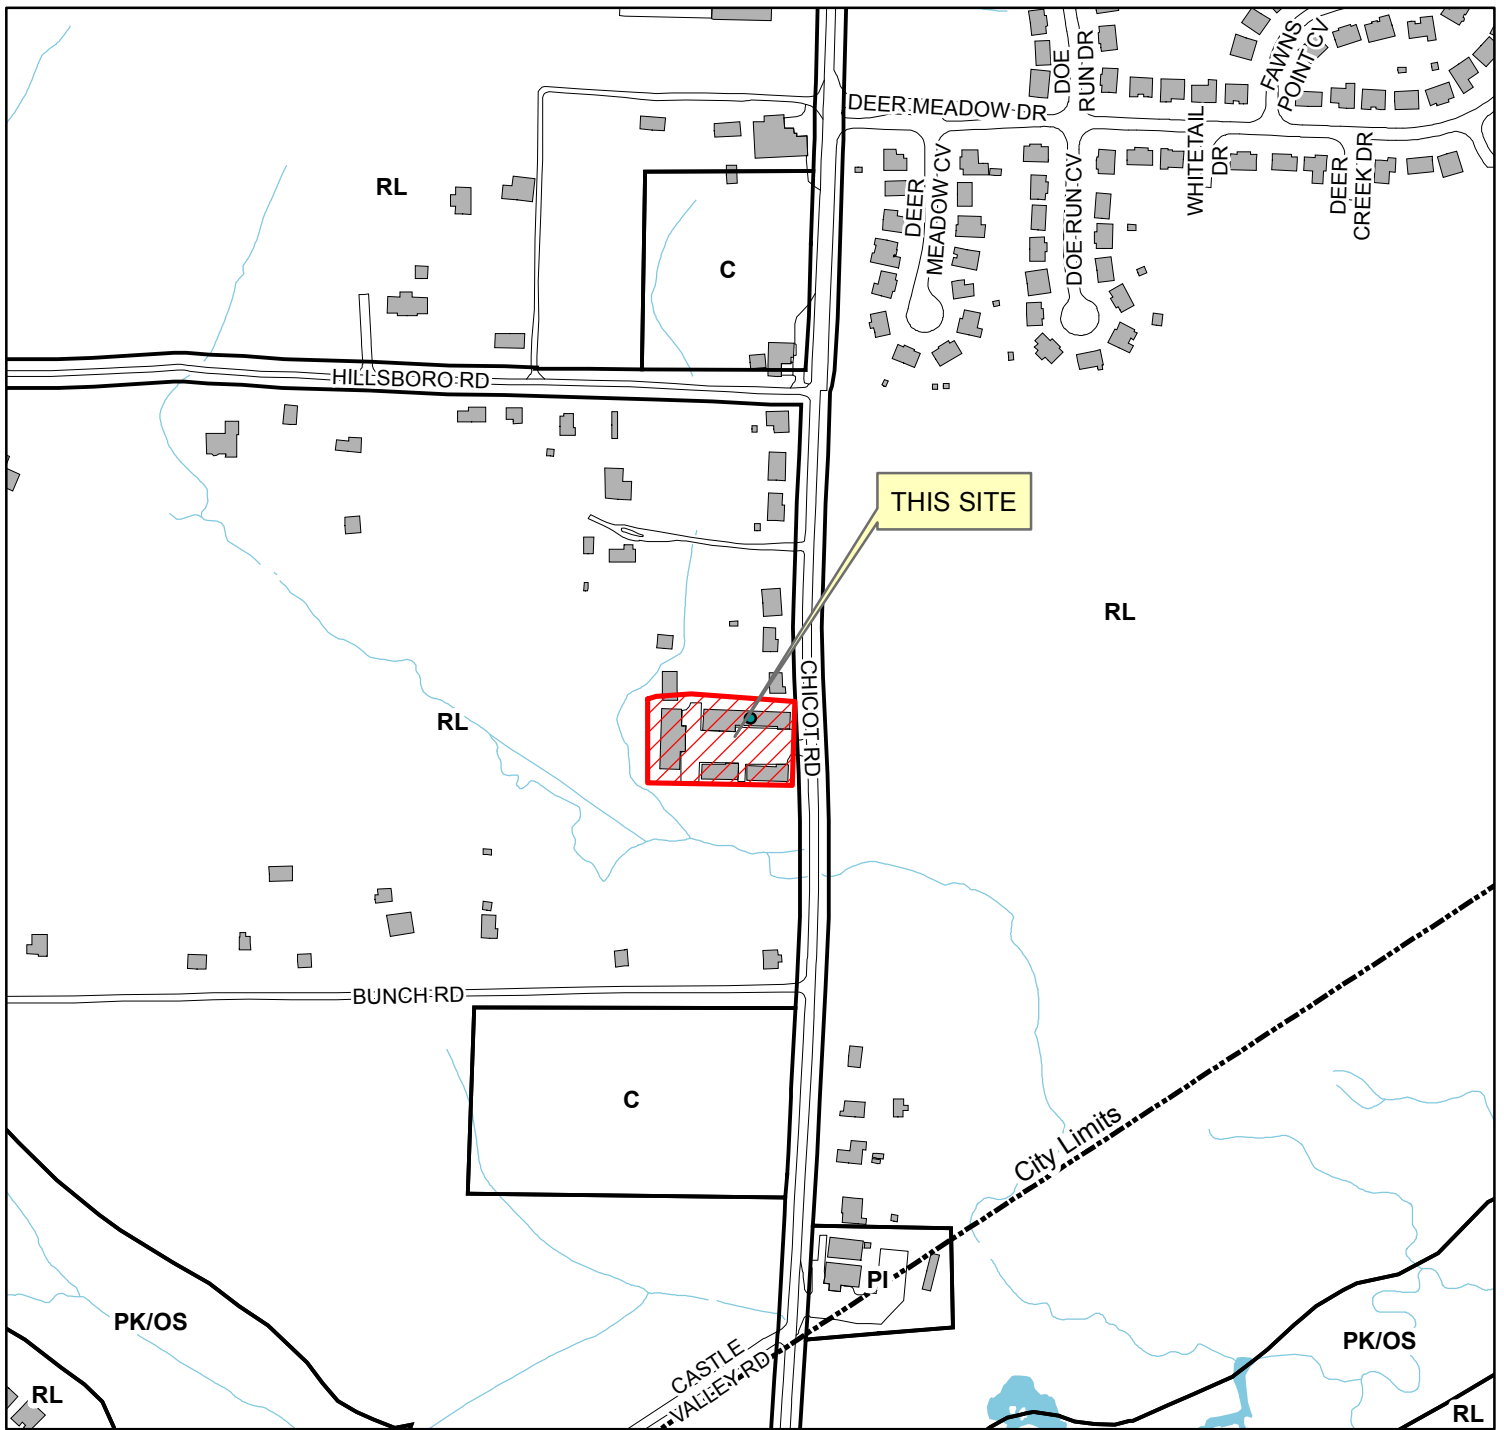 FAWNS
POINT CV
DOE
RUN DR
DEER MEADOW DR
WHITETAIL
DR
DEER
CREEK DR
DEER
MEADOW CV
DOE RUN CV
RL
C
HILLSBORO RD
THIS SITE
RL
CHICOT RD
RL
BUNCH RD
C
City Limits
PI
PK/OS
PK/OS
CASTLE
VALLEY RD
RL
RL